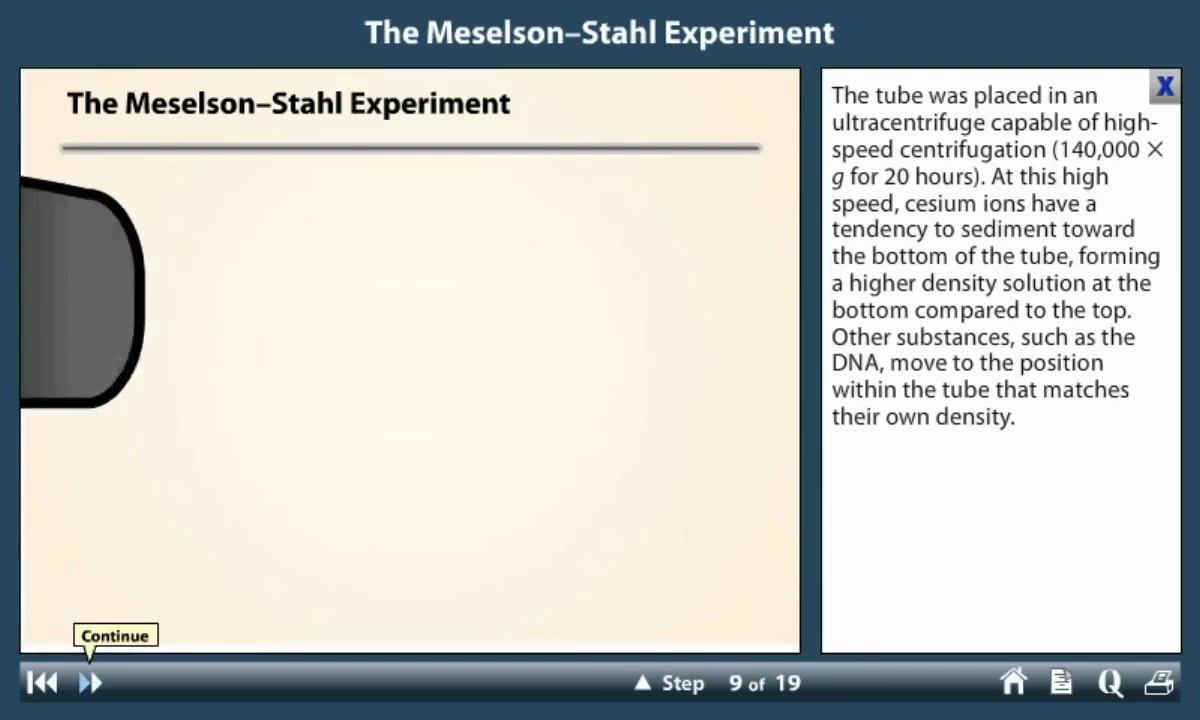 The Meselson–Stahl Experiment
The Meselson–Stahl Experiment
X
The tube was placed in an
ultracentrifuge capable of high-
speed centrifugation (140,000 ×
g for 20 hours). At this high
speed, cesium ions have a
tendency to sediment toward
the bottom of the tube, forming
a higher density solution at the
bottom compared to the top.
Other substances, such as the
DNA, move to the position
within the tube that matches
their own density.
Continue
Step 9 of 19
Q